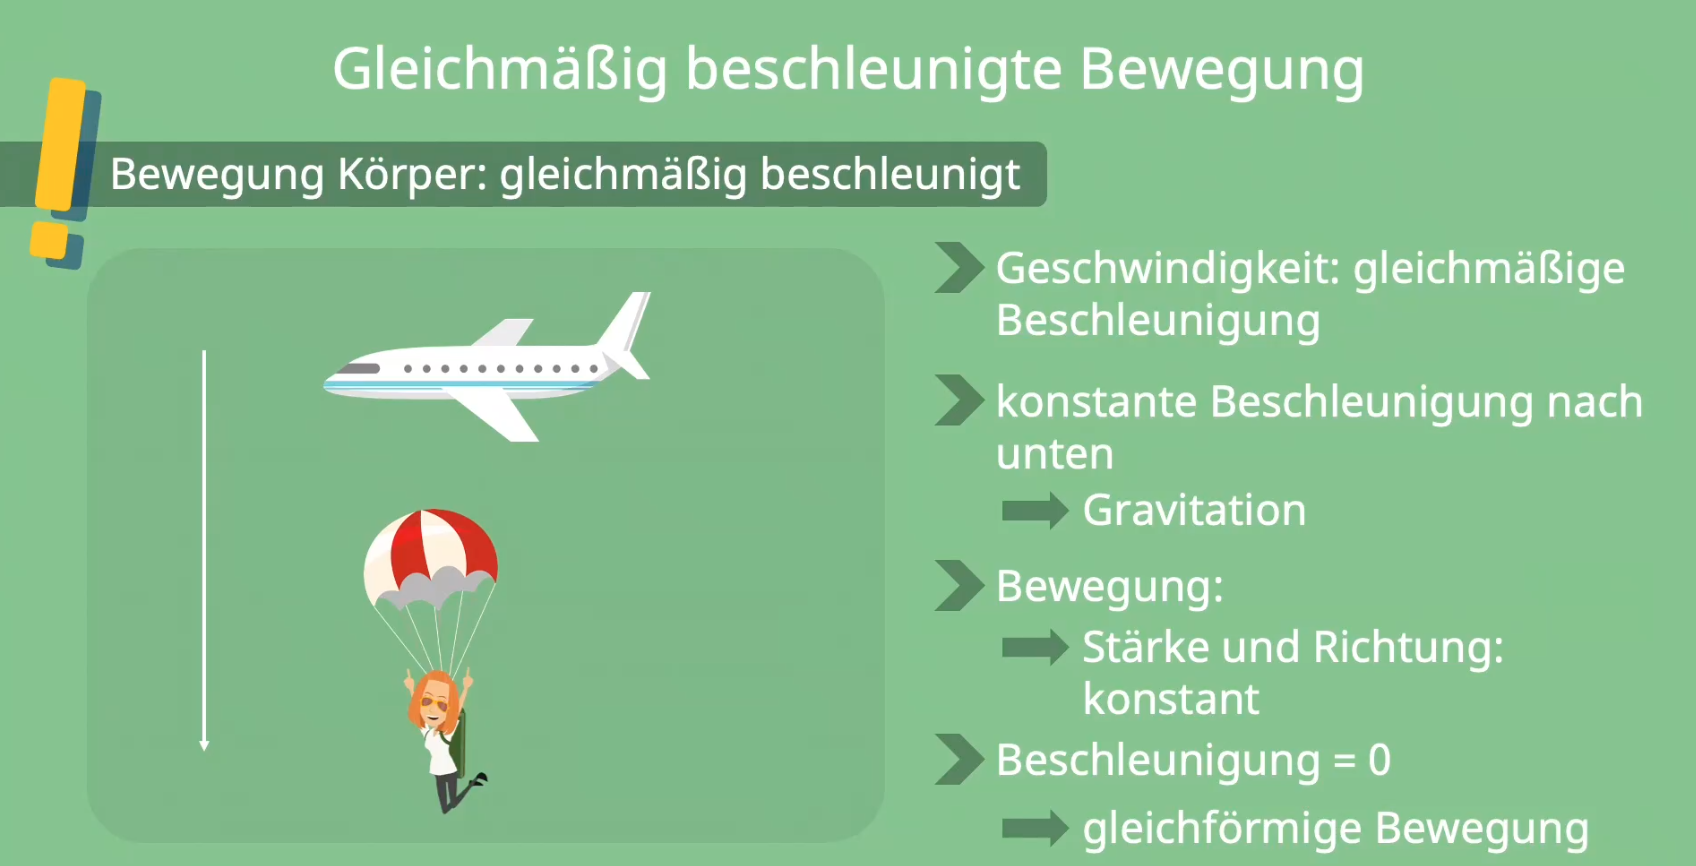 Gleichmäßig beschleunigte Bewegung
Bewegung Körper: gleichmäßig beschleunigt
Geschwindigkeit: gleichmäßige
Beschleunigung
konstante Beschleunigung nach
unten
Gravitation
Bewegung:
Stärke und Richtung:
konstant
Beschleunigung = 0
gleichförmige Bewegung